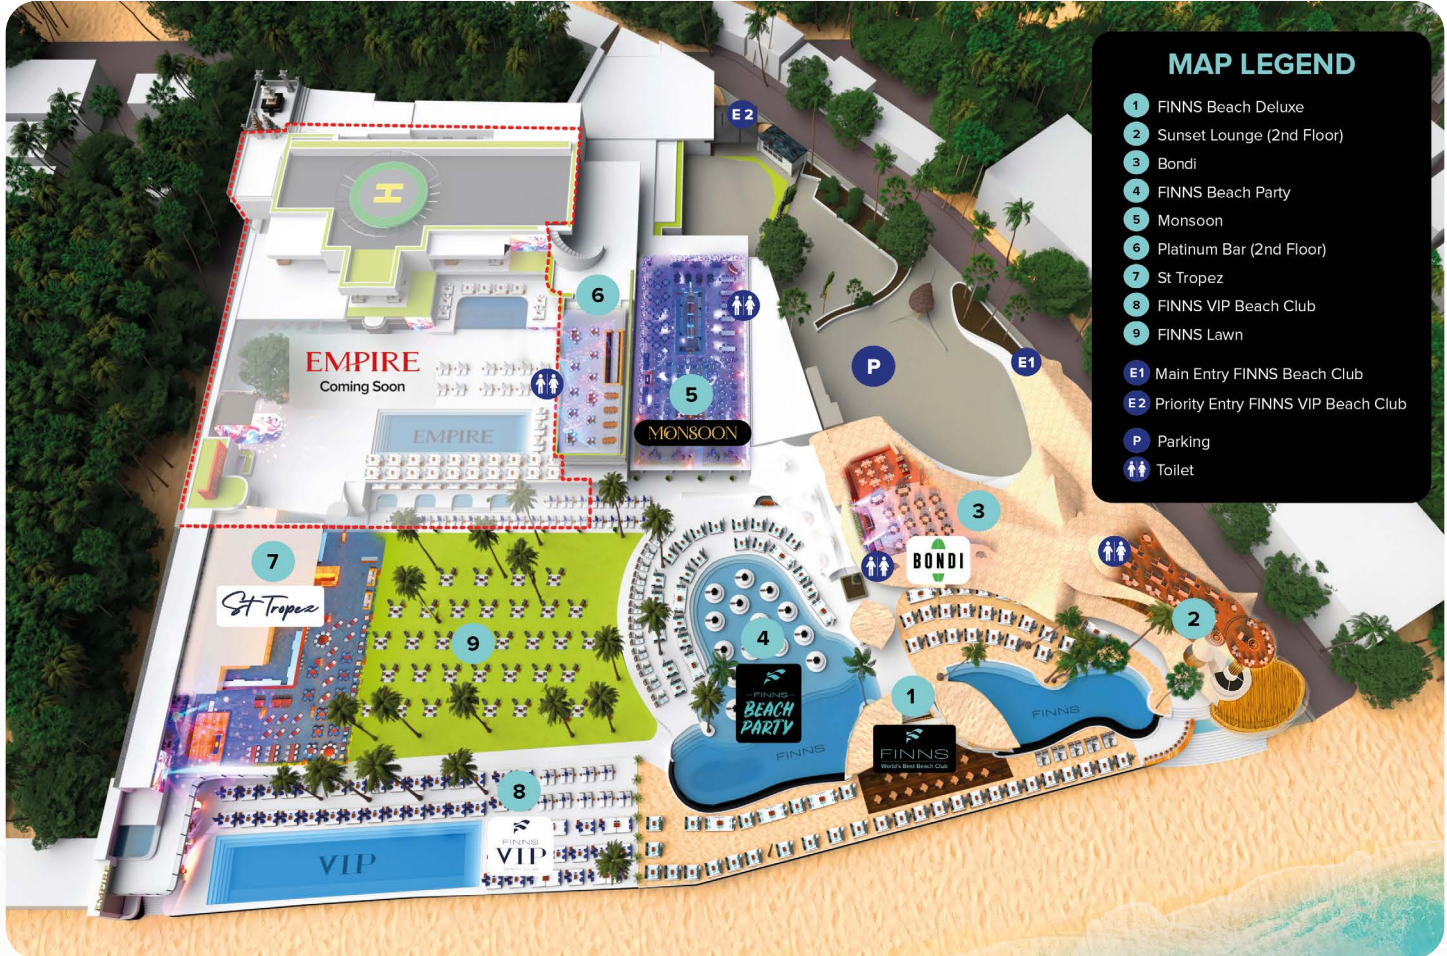 MAP LEGEND
1 FINNS Beach Deluxe
2 Sunset Lounge (2nd Floor)
3 Bondi
4 FINNS Beach Party
5 Monsoon
6 Platinum Bar (2nd Floor)
7 St Tropez
8 FINNS VIP Beach Club
9 FINNS Lawn
E1 Main Entry FINNS Beach Club
E2 Priority Entry FINNS VIP Beach Club
P Parking
Toilet
E2
H
6
EMPIRE
Coming Soon
P
E1
5
MONSOON
EMPIRE
3
BONDI
7
St Tropez
9
4
FINNS
BEACH
PARTY
2
1
FINNS
World's Best Beach Club
FINNS
FINNS
8
FINNS
VIP
VIP